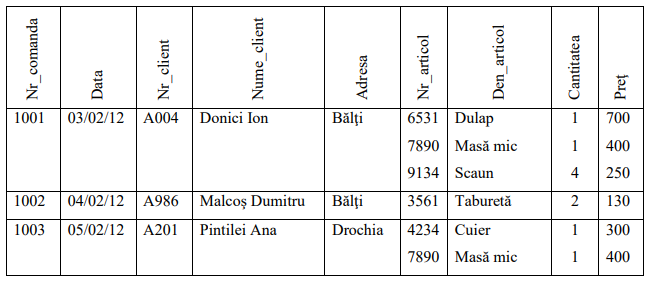 Nr_comanda Data Nr_client Nume_client Adresa Nr_articol Den_articol Cantitatea Preţ
1001 03/02/12 A004 Donici Ion Bălţi 6531 Dulap 1 700
7890 Masă mic 1 400
9134 Scaun 4 250
1002 04/02/12 A986 Malcoş Dumitru Bălţi 3561 Taburetă 2 130
1003 05/02/12 A201 Pintilei Ana Drochia 4234 Cuier 1 300
7890 Masă mic 1 400